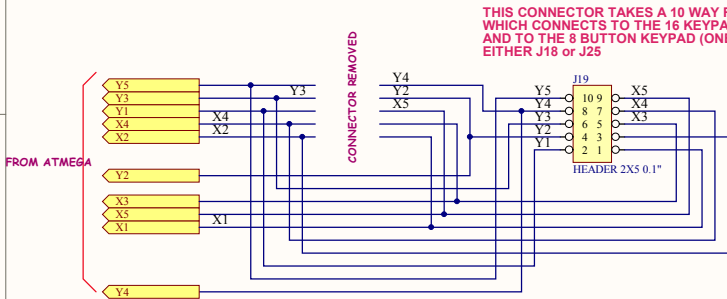 THIS CONNECTOR TAKES A 10 WAY
WHICH CONNECTS TO THE 16 KEYPA
AND TO THE 8 BUTTON KEYPAD (ON
EITHER J18 or J25
CONNECTOR REMOVED
FROM ATMEGA
Y5
Y3
Y1
X4
X2
Y2
X3
X5
X1
Y4
Y3
X4
X2
X1
Y4
Y2
X5
J19
Y5
Y4
Y3
Y2
Y1
10 9
8 7
6 5
4 3
2 1
X5
X4
X3
HEADER 2X5 0.1"